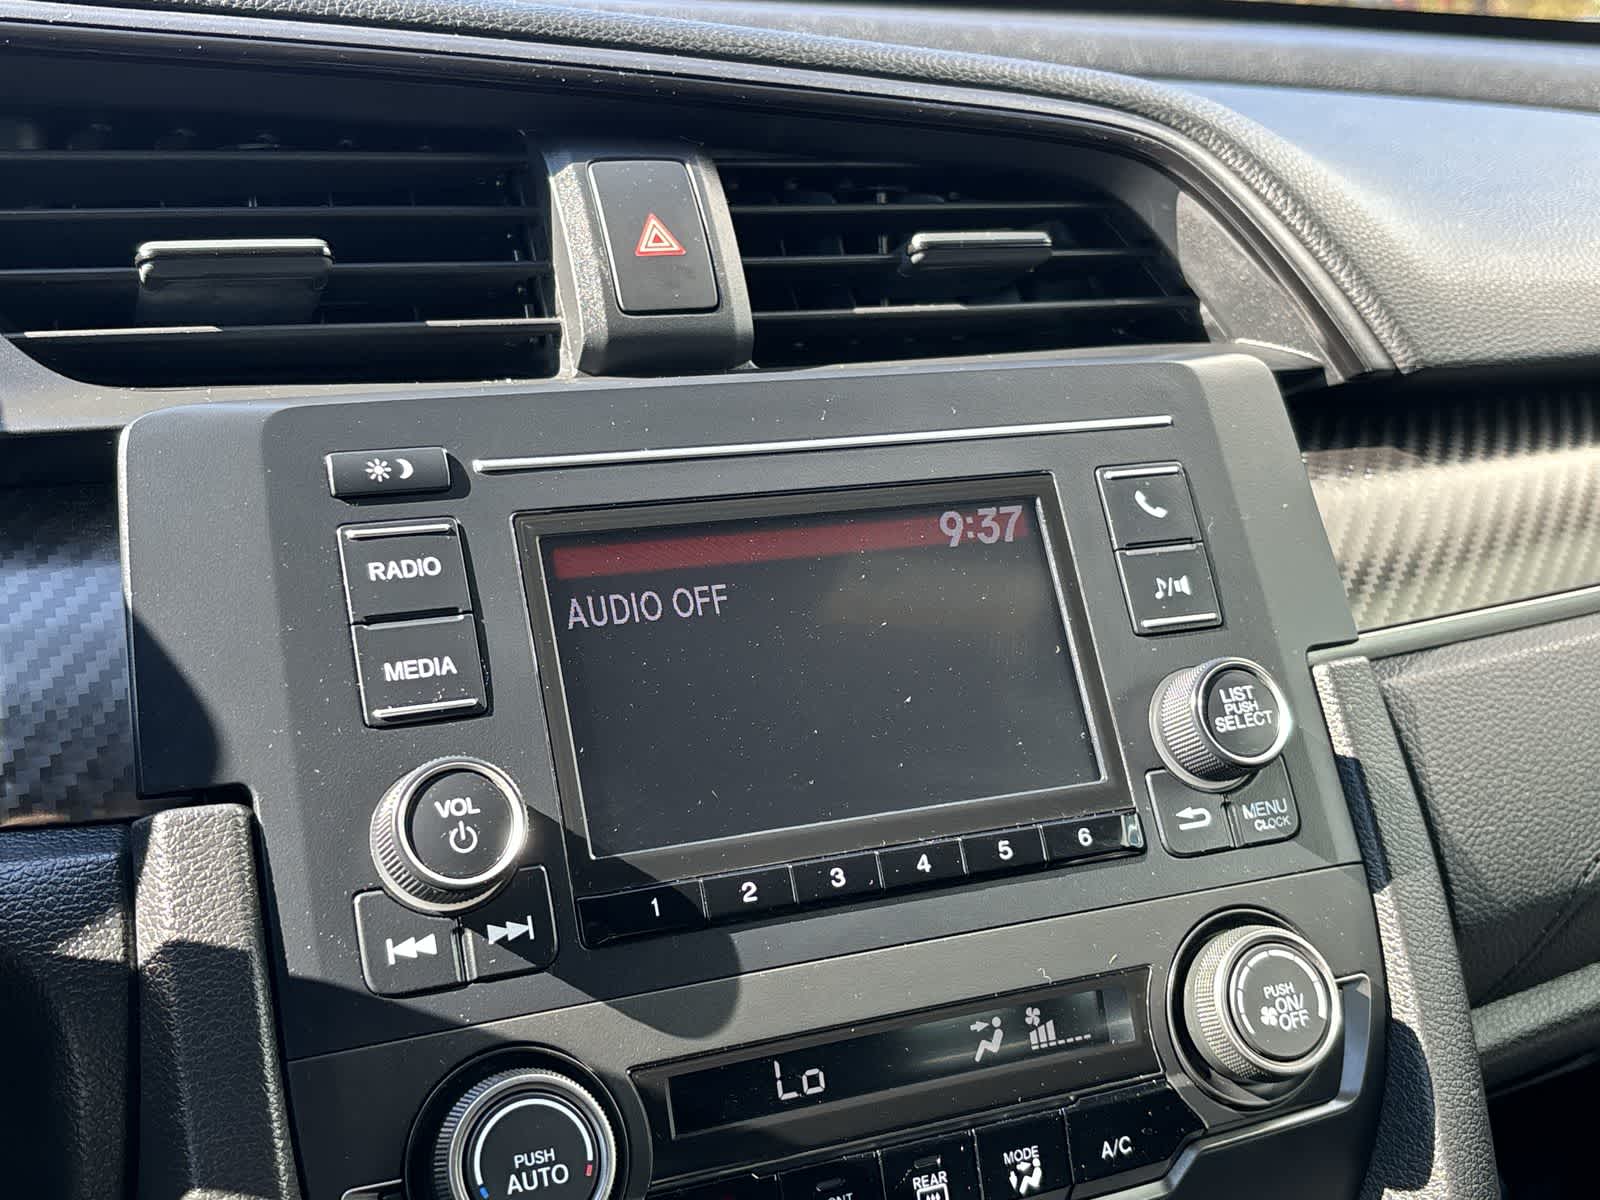 9:37
RADIO
AUDIO OFF
MEDIA
LIST
PUSH
SELECT
VOL
MENU
CLOCK
1 2 3 4 5 6
PUSH
ON/
OFF
Lo
PUSH
AUTO
REAR
MODE
A/C